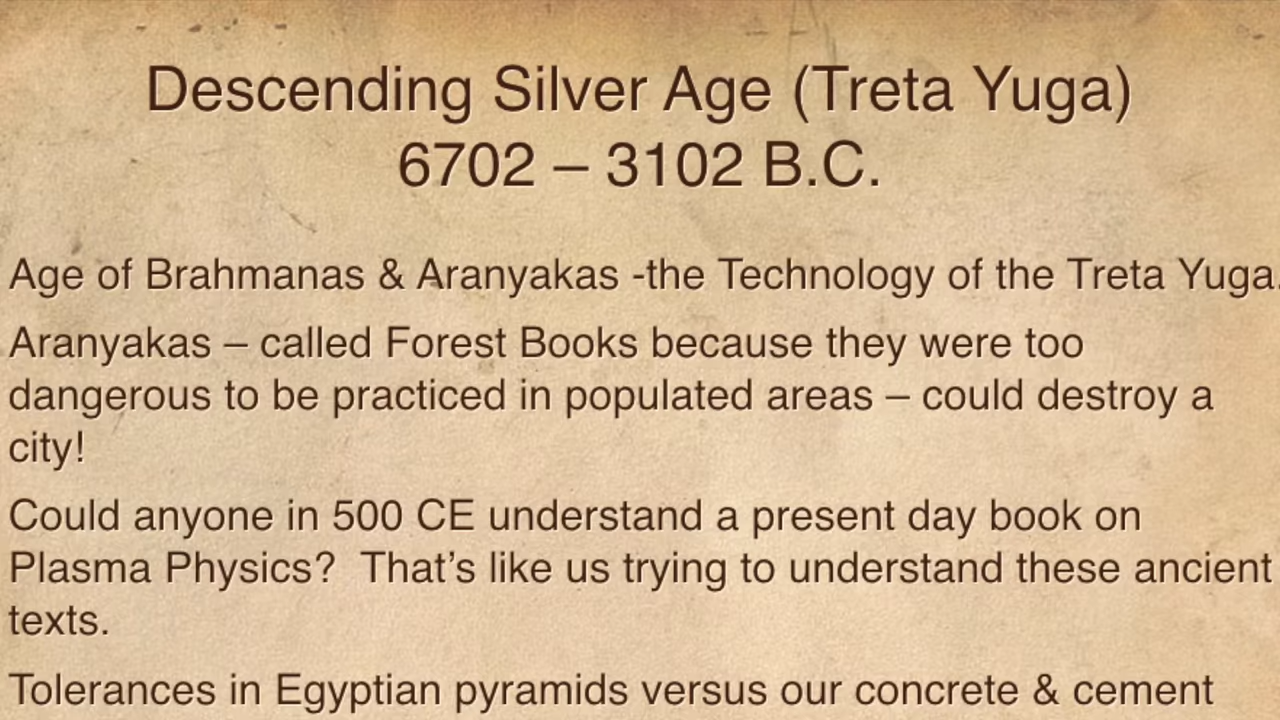 Descending Silver Age (Treta Yuga)
6702 – 3102 B.C.
Age of Brahmanas & Aranyakas -the Technology of the Treta Yuga.
Aranyakas – called Forest Books because they were too
dangerous to be practiced in populated areas – could destroy a
city!
Could anyone in 500 CE understand a present day book on
Plasma Physics?  That’s like us trying to understand these ancient
texts.
Tolerances in Egyptian pyramids versus our concrete & cement